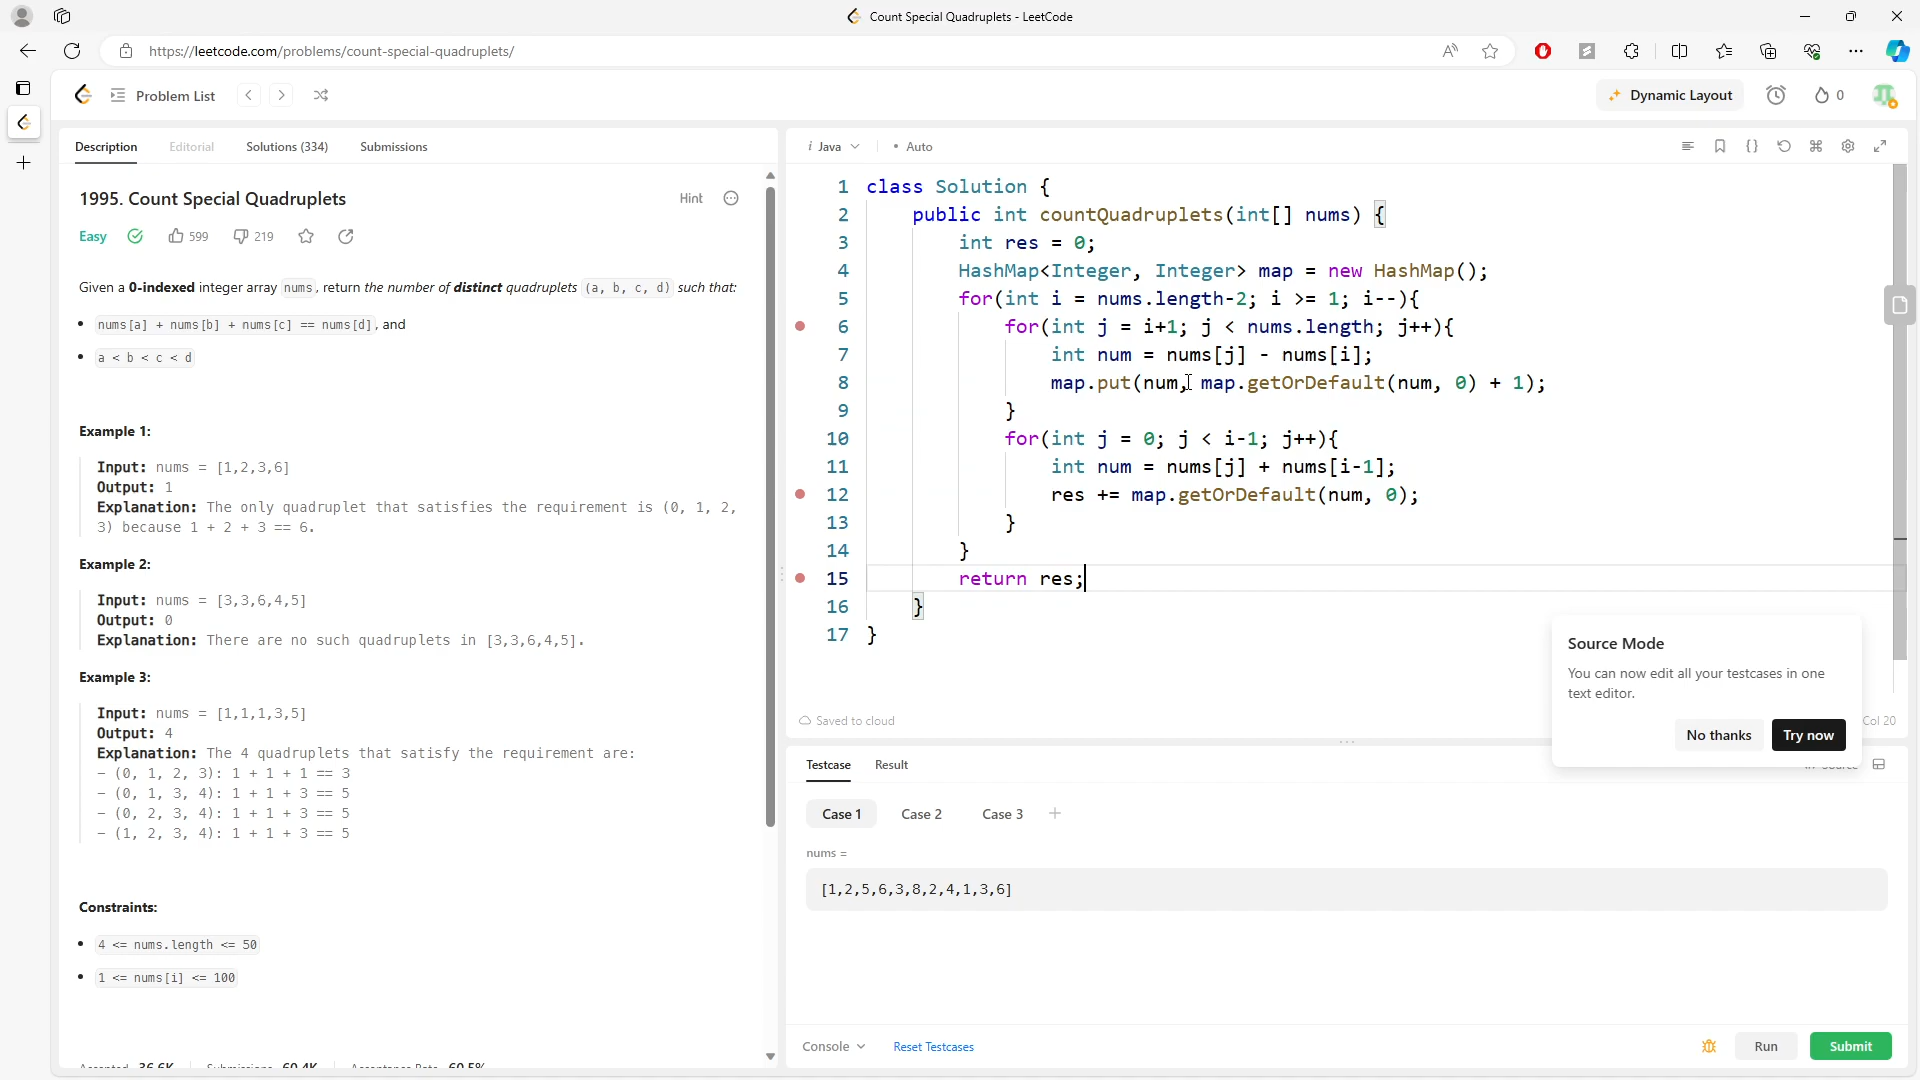 Count Special Quadruplets - LeetCode
https://leetcode.com/problems/count-special-quadruplets/
Problem List
Dynamic Layout
0
Description Editorial Solutions (334) Submissions
1995. Count Special Quadruplets
Hint
Easy 599 219
Given a 0-indexed integer array nums, return the number of distinct quadruplets (a, b, c, d) such that:
• nums[a] + nums[b] + nums[c] == nums[d], and
• a < b < c < d
Example 1:
Input: nums = [1,2,3,6]
Output: 1
Explanation: The only quadruplet that satisfies the requirement is (0, 1, 2,
3) because 1 + 2 + 3 == 6.
Example 2:
Input: nums = [3,3,6,4,5]
Output: 0
Explanation: There are no such quadruplets in [3,3,6,4,5].
Example 3:
Input: nums = [1,1,1,3,5]
Output: 4
Explanation: The 4 quadruplets that satisfy the requirement are:
- (0, 1, 2, 3): 1 + 1 + 1 == 3
- (0, 1, 3, 4): 1 + 1 + 3 == 5
- (0, 2, 3, 4): 1 + 1 + 3 == 5
- (1, 2, 3, 4): 1 + 1 + 3 == 5
Constraints:
• 4 <= nums.length <= 50
• 1 <= nums[i] <= 100
Accepted 36.6K Submissions 60.4K Acceptance Rate 60.5%
i Java • Auto
1 class Solution {
2 public int countQuadruplets(int[] nums) {
3 int res = 0;
4 HashMap<Integer, Integer> map = new HashMap();
5 for(int i = nums.length-2; i >= 1; i--){
6 for(int j = i+1; j < nums.length; j++){
7 int num = nums[j] - nums[i];
8 map.put(num, map.getOrDefault(num, 0) + 1);
9 }
10 for(int j = 0; j < i-1; j++){
11 int num = nums[j] + nums[i-1];
12 res += map.getOrDefault(num, 0);
13 }
14 }
15 return res;
16 }
17 }
Saved to cloud
Col 20
Source Mode
You can now edit all your testcases in one
text editor.
No thanks Try now
Testcase Result
Source
Case 1 Case 2 Case 3 +
nums =
[1,2,5,6,3,8,2,4,1,3,6]
Console Reset Testcases
Run Submit